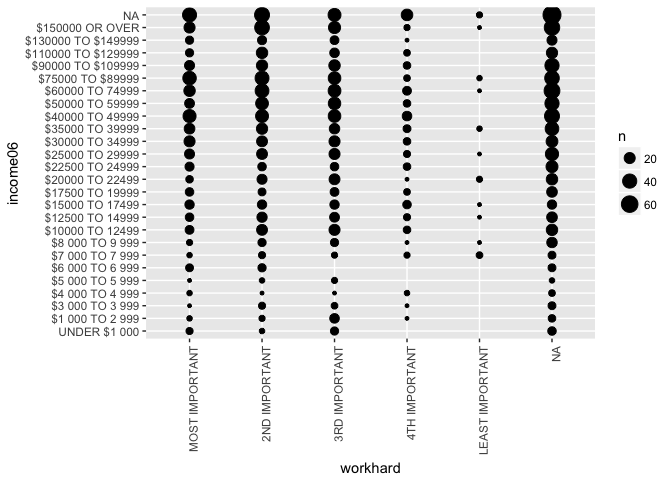 NA
$150000 OR OVER
$130000 TO $149999
$110000 TO $129999
$90000 TO $109999
$75000 TO $89999
$60000 TO 74999
$50000 TO 59999
$40000 TO 49999
$35000 TO 39999
$30000 TO 34999
$25000 TO 29999
$22500 TO 24999
$20000 TO 22499
$17500 TO 19999
$15000 TO 17499
$12500 TO 14999
$10000 TO 12499
$8 000 TO 9 999
$7 000 TO 7 999
$6 000 TO 6 999
$5 000 TO 5 999
$4 000 TO 4 999
$3 000 TO 3 999
$1 000 TO 2 999
UNDER $1 000
income06
MOST IMPORTANT
2ND IMPORTANT
3RD IMPORTANT
4TH IMPORTANT
LEAST IMPORTANT
NA
workhard
n
20
40
60